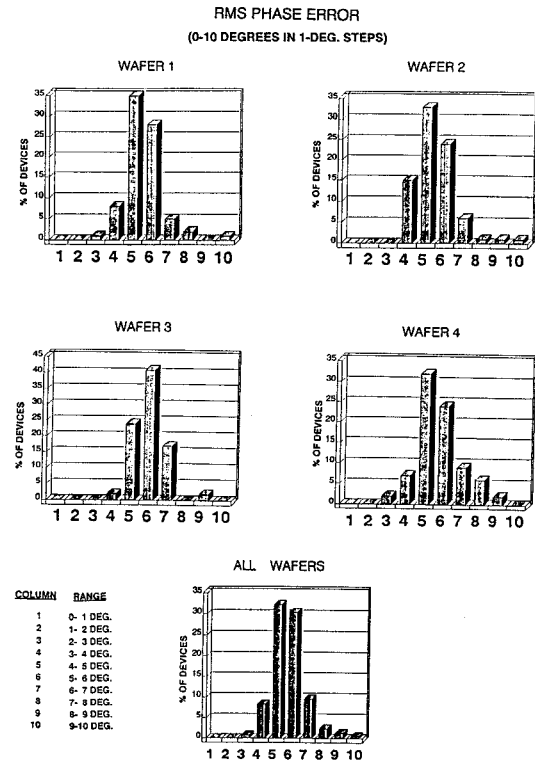 RMS PHASE ERROR
(0-10 DEGREES IN 1-DEG. STEPS)
WAFER 1
% OF DEVICES
35
30
25
20
15
10
5
0
1 2 3 4 5 6 7 8 9 10
WAFER 2
% OF DEVICES
35
30
25
20
15
10
5
0
1 2 3 4 5 6 7 8 9 10
WAFER 3
% OF DEVICES
45
40
35
30
25
20
15
10
5
0
1 2 3 4 5 6 7 8 9 10
WAFER 4
% OF DEVICES
35
30
25
20
15
10
5
0
1 2 3 4 5 6 7 8 9 10
COLUMN RANGE
1 0- 1 DEG.
2 1- 2 DEG.
3 2- 3 DEG.
4 3- 4 DEG.
5 4- 5 DEG.
6 5- 6 DEG.
7 6- 7 DEG.
8 7- 8 DEG.
9 8- 9 DEG.
10 9-10 DEG.
ALL WAFERS
% OF DEVICES
35
30
25
20
15
10
5
0
1 2 3 4 5 6 7 8 9 10